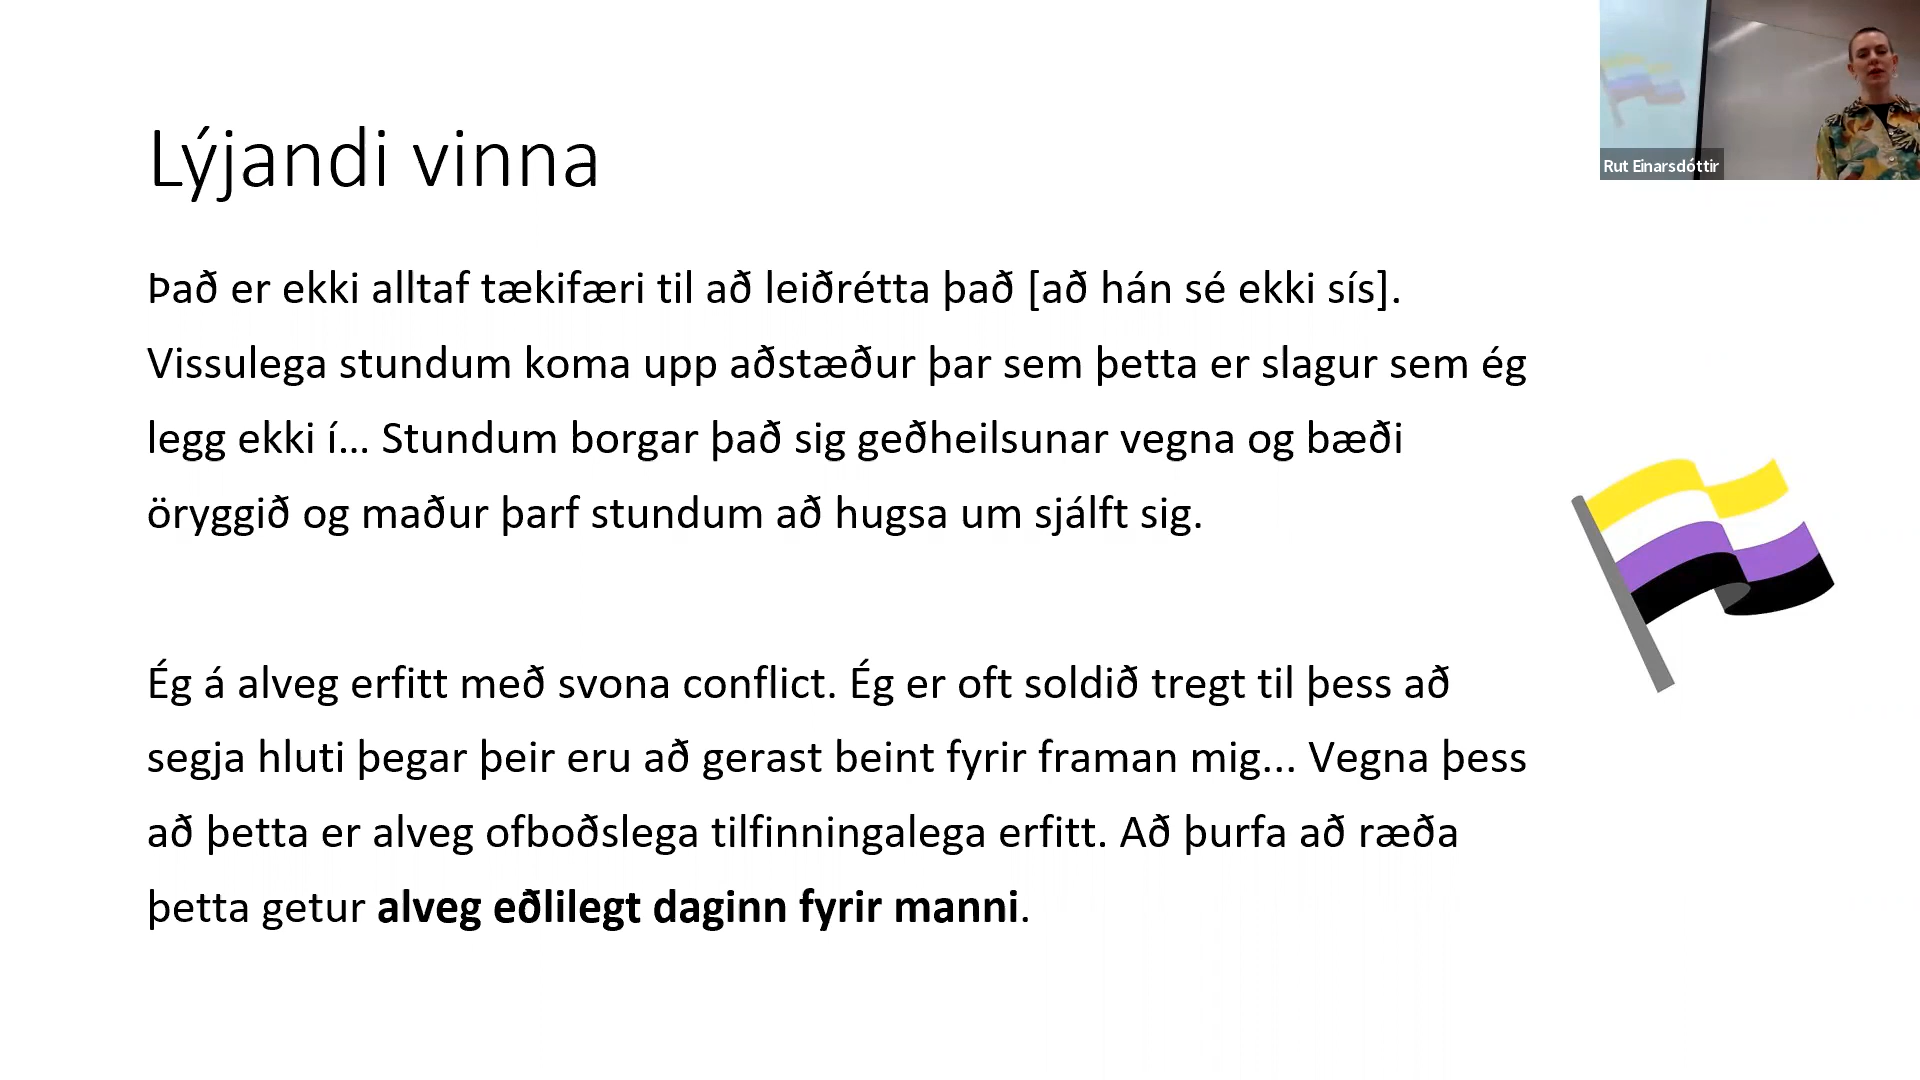 Lýjandi vinna
Rut Einarsdóttir
Það er ekki alltaf tækifæri til að leiðrétta það [að hán sé ekki sís].
Vissulega stundum koma upp aðstæður þar sem þetta er slagur sem ég
legg ekki í… Stundum borgar það sig geðheilsunar vegna og bæði
öryggið og maður þarf stundum að hugsa um sjálft sig.
Ég á alveg erfitt með svona conflict. Ég er oft soldið tregt til þess að
segja hluti þegar þeir eru að gerast beint fyrir framan mig... Vegna þess
að þetta er alveg ofboðslega tilfinningalega erfitt. Að þurfa að ræða
þetta getur alveg eðlilegt daginn fyrir manni.